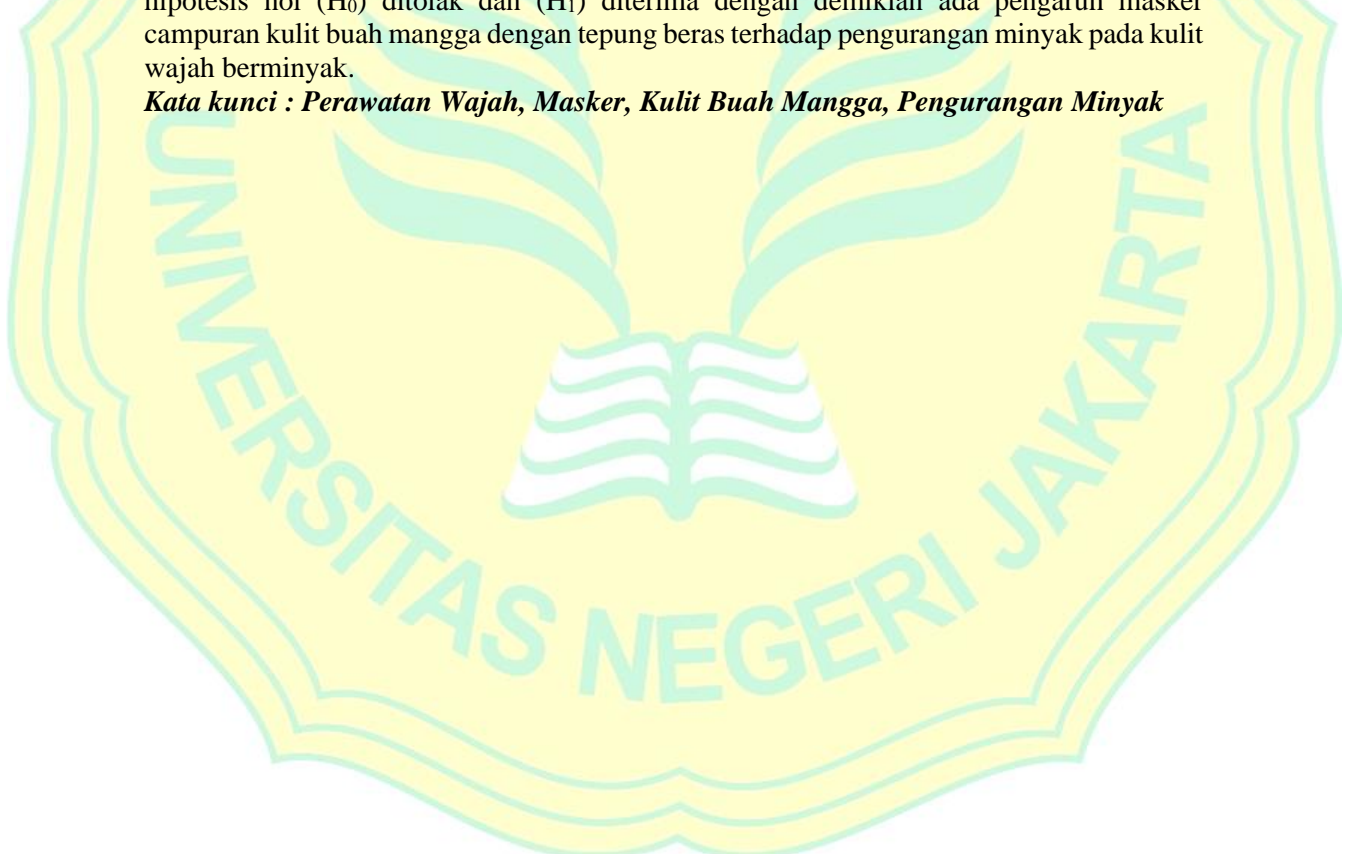 hipotesis nol (H₀) ditolak dan (H₁) diterima dengan demikian ada pengaruh masker
campuran kulit buah mangga dengan tepung beras terhadap pengurangan minyak pada kulit
wajah berminyak.
Kata kunci : Perawatan Wajah, Masker, Kulit Buah Mangga, Pengurangan Minyak
UNIVERSITAS NEGERI JAKARTA